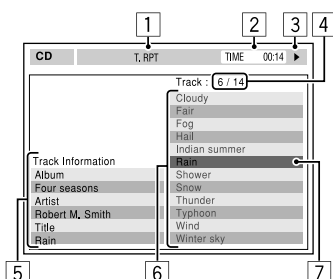 1 2 3 4
CD T. RPT TIME 00:14
Track : 6 / 14
Cloudy
Fair
Fog
Hail
Indian summer
Rain
Shower
Snow
Thunder
Typhoon
Wind
Winter sky
Track Information
Album
Four seasons
Artist
Robert M. Smith
Title
Rain
5 6 7